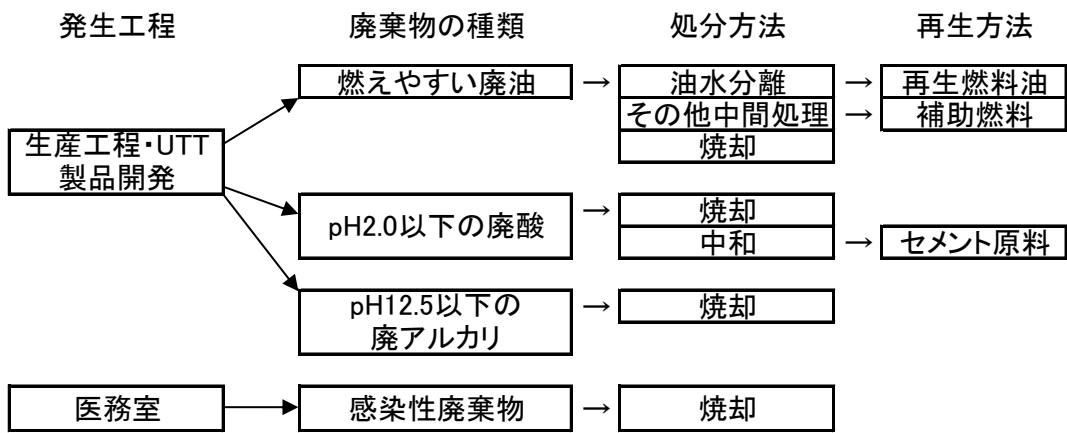 発生工程 廃棄物の種類 処分方法 再生方法
燃えやすい廃油 → 油水分離 → 再生燃料油
その他中間処理 → 補助燃料
焼却
生産工程・UTT
製品開発
pH2.0以下の廃酸 → 焼却
中和 → セメント原料
pH12.5以下の
廃アルカリ
→ 焼却
医務室 感染性廃棄物 → 焼却